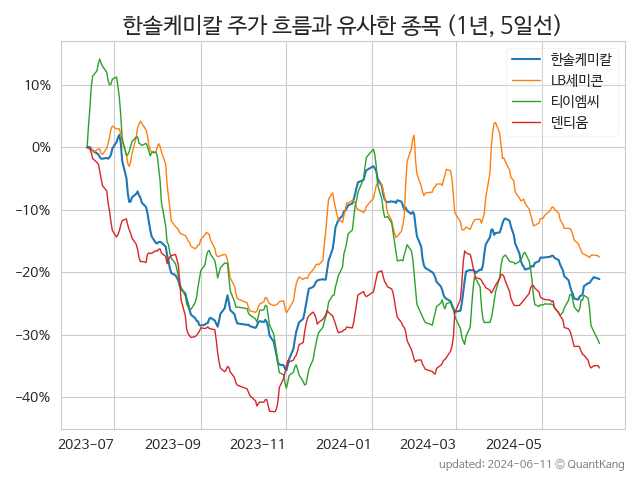 한솔케미칼 주가 흐름과 유사한 종목 (1년, 5일선)
한솔케미칼
LB세미콘
티이엠씨
덴티움
10%
0%
−10%
−20%
−30%
−40%
2023-07
2023-09
2023-11
2024-01
2024-03
2024-05
updated: 2024-06-11 © QuantKang